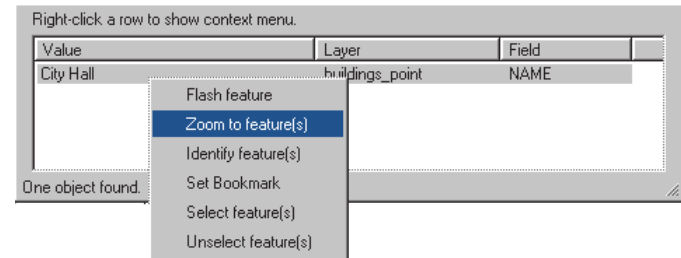 Right-click a row to show context menu.
Value Layer Field
City Hall buildings_point NAME
Flash feature
Zoom to feature(s)
Identify feature(s)
One object found. Set Bookmark
Select feature(s)
Unselect feature(s)